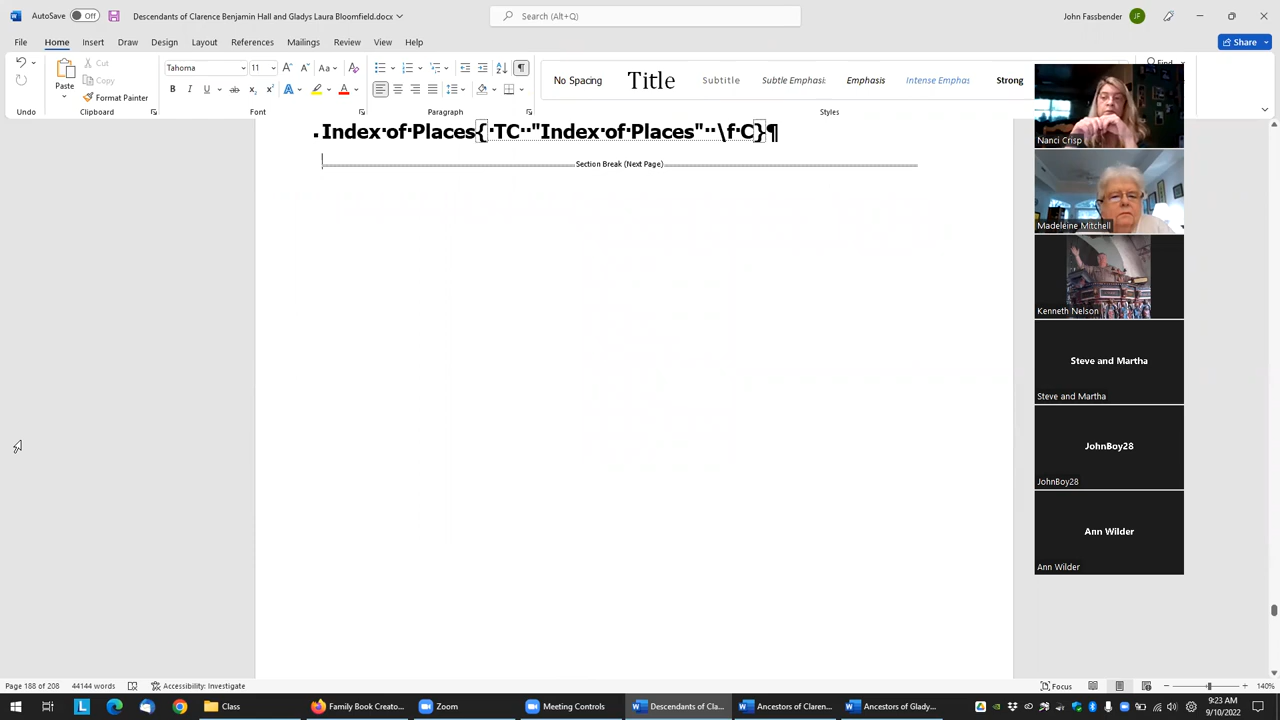 AutoSave Off Descendants of Clarence Benjamin Hall and Gladys Laura Bloomfield.docx Search (Alt+Q) John Fassbender JF
File Home Insert Draw Design Layout References Mailings Review View Help Share
Paste Cut Copy Format Painter
Tahoma 11
No Spacing Title Subtitle Subtle Emphasi: Emphasis Intense Emphas Strong Find
Undo Clipboard Font Paragraph Styles
Index·of·Places{·TC··"Index·of·Places"··\f·C}¶
Section Break (Next Page)
Nanci Crisp
Madeleine Mitchell
Kenneth Nelson
Steve and Martha
Steve and Martha
JohnBoy28
JohnBoy28
Ann Wilder
Ann Wilder
Page 188 of 208 44144 words Accessibility: Investigate Focus 140%
Family Book Creato... Zoom Meeting Controls Descendants of Cla... Ancestors of Claren... Ancestors of Glady... 9:23 AM
9/10/2022